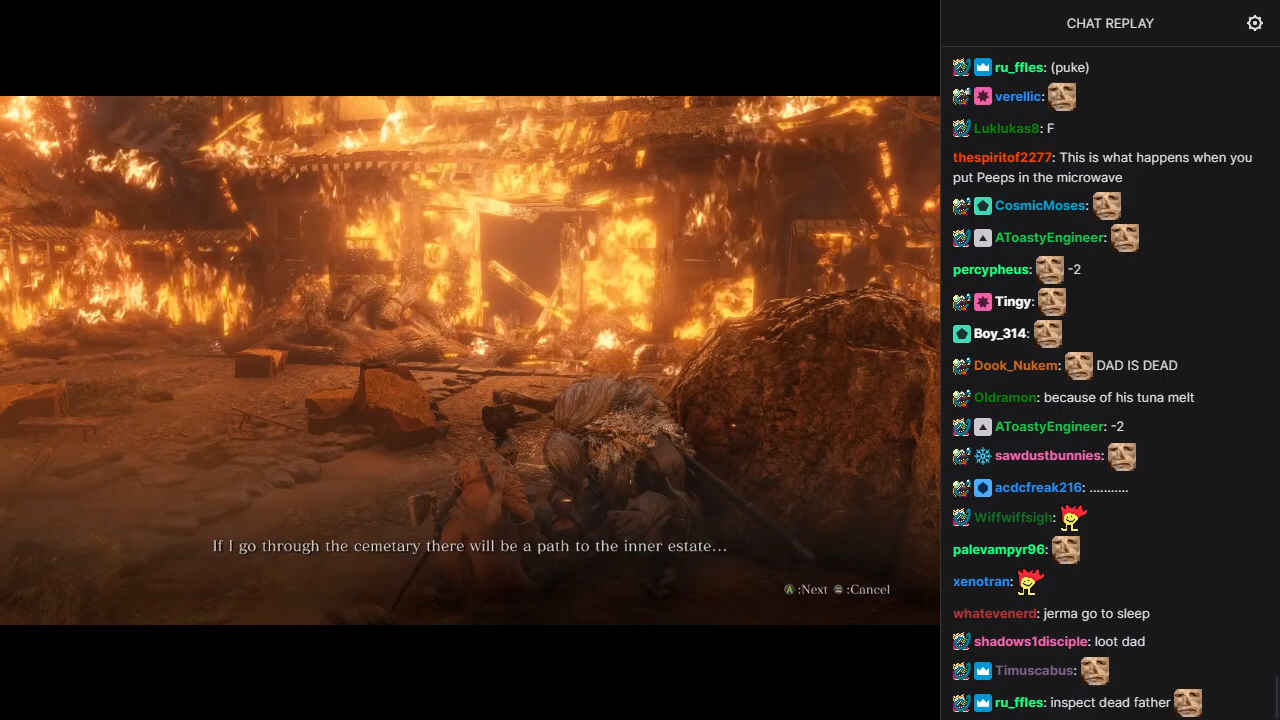 If I go through the cemetary there will be a path to the inner estate...
A :Next :Cancel
CHAT REPLAY
ru_ffles: (puke)
verellic:
Luklukas8: F
thespiritof2277: This is what happens when you
put Peeps in the microwave
CosmicMoses:
AToastyEngineer:
percypheus: -2
Tingy:
Boy_314:
Dook_Nukem: DAD IS DEAD
Oldramon: because of his tuna melt
AToastyEngineer: -2
sawdustbunnies:
acdcfreak216: ...........
Wiffwiffsigh:
palevampyr96:
xenotran:
whatevenerd: jerma go to sleep
shadows1disciple: loot dad
Timuscabus:
ru_ffles: inspect dead father